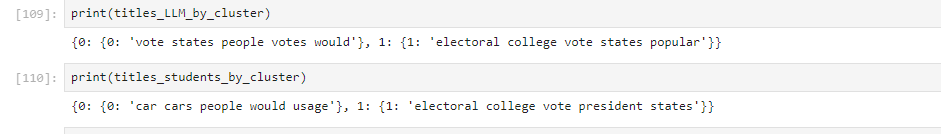 [109]: print(titles_LLM_by_cluster)
{0: {0: 'vote states people votes would'}, 1: {1: 'electoral college vote states popular'}}
[110]: print(titles_students_by_cluster)
{0: {0: 'car cars people would usage'}, 1: {1: 'electoral college vote president states'}}